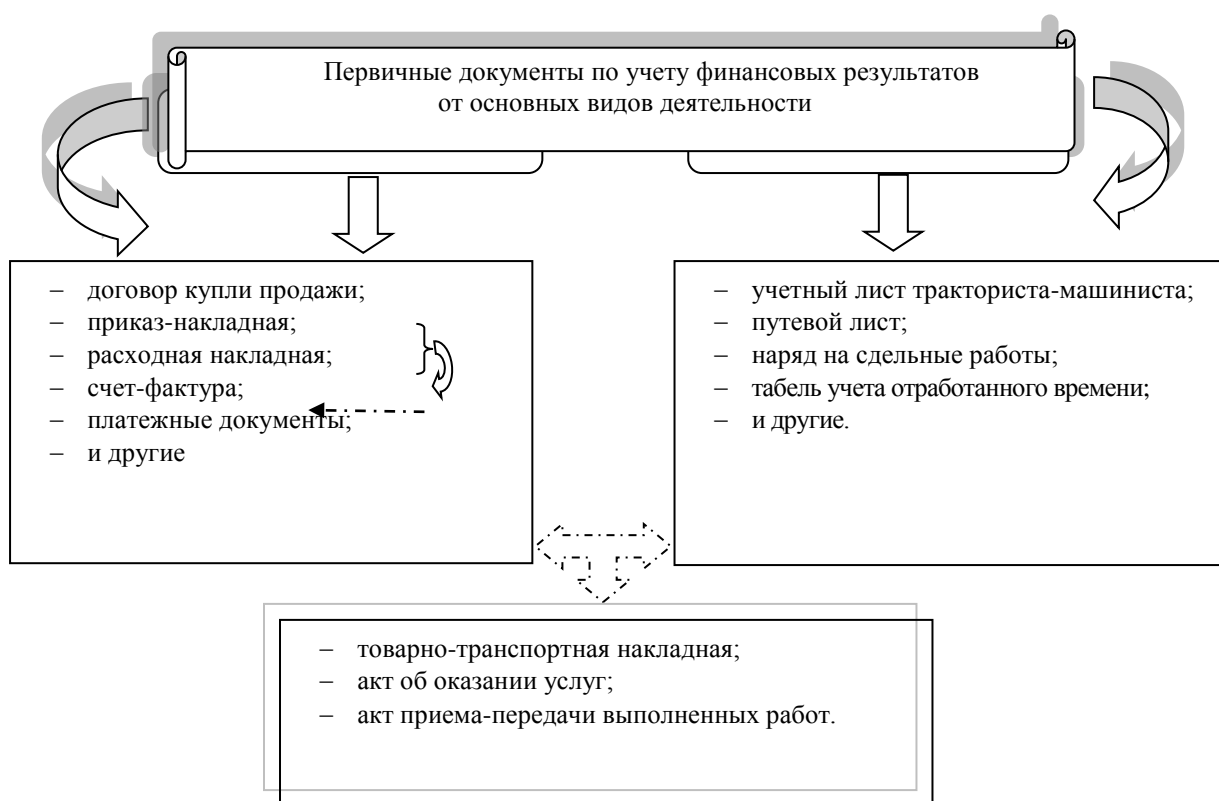 Первичные документы по учету финансовых результатов
от основных видов деятельности
– договор купли продажи;
– приказ-накладная;
– расходная накладная;
– счет-фактура;
– платежные документы;
– и другие
– учетный лист тракториста-машиниста;
– путевой лист;
– наряд на сдельные работы;
– табель учета отработанного времени;
– и другие.
– товарно-транспортная накладная;
– акт об оказании услуг;
– акт приема-передачи выполненных работ.